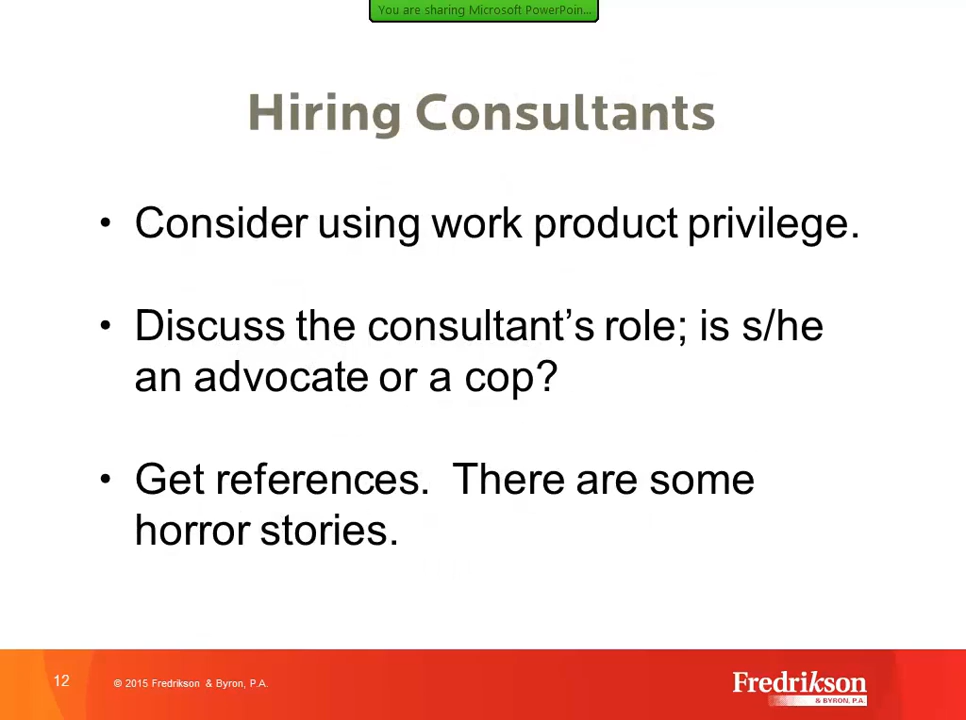 You are sharing Microsoft PowerPoin...
Hiring Consultants
• Consider using work product privilege.
• Discuss the consultant’s role; is s/he
an advocate or a cop?
• Get references.  There are some
horror stories.
12
© 2015 Fredrikson & Byron, P.A.
Fredrikson
& BYRON, P.A.